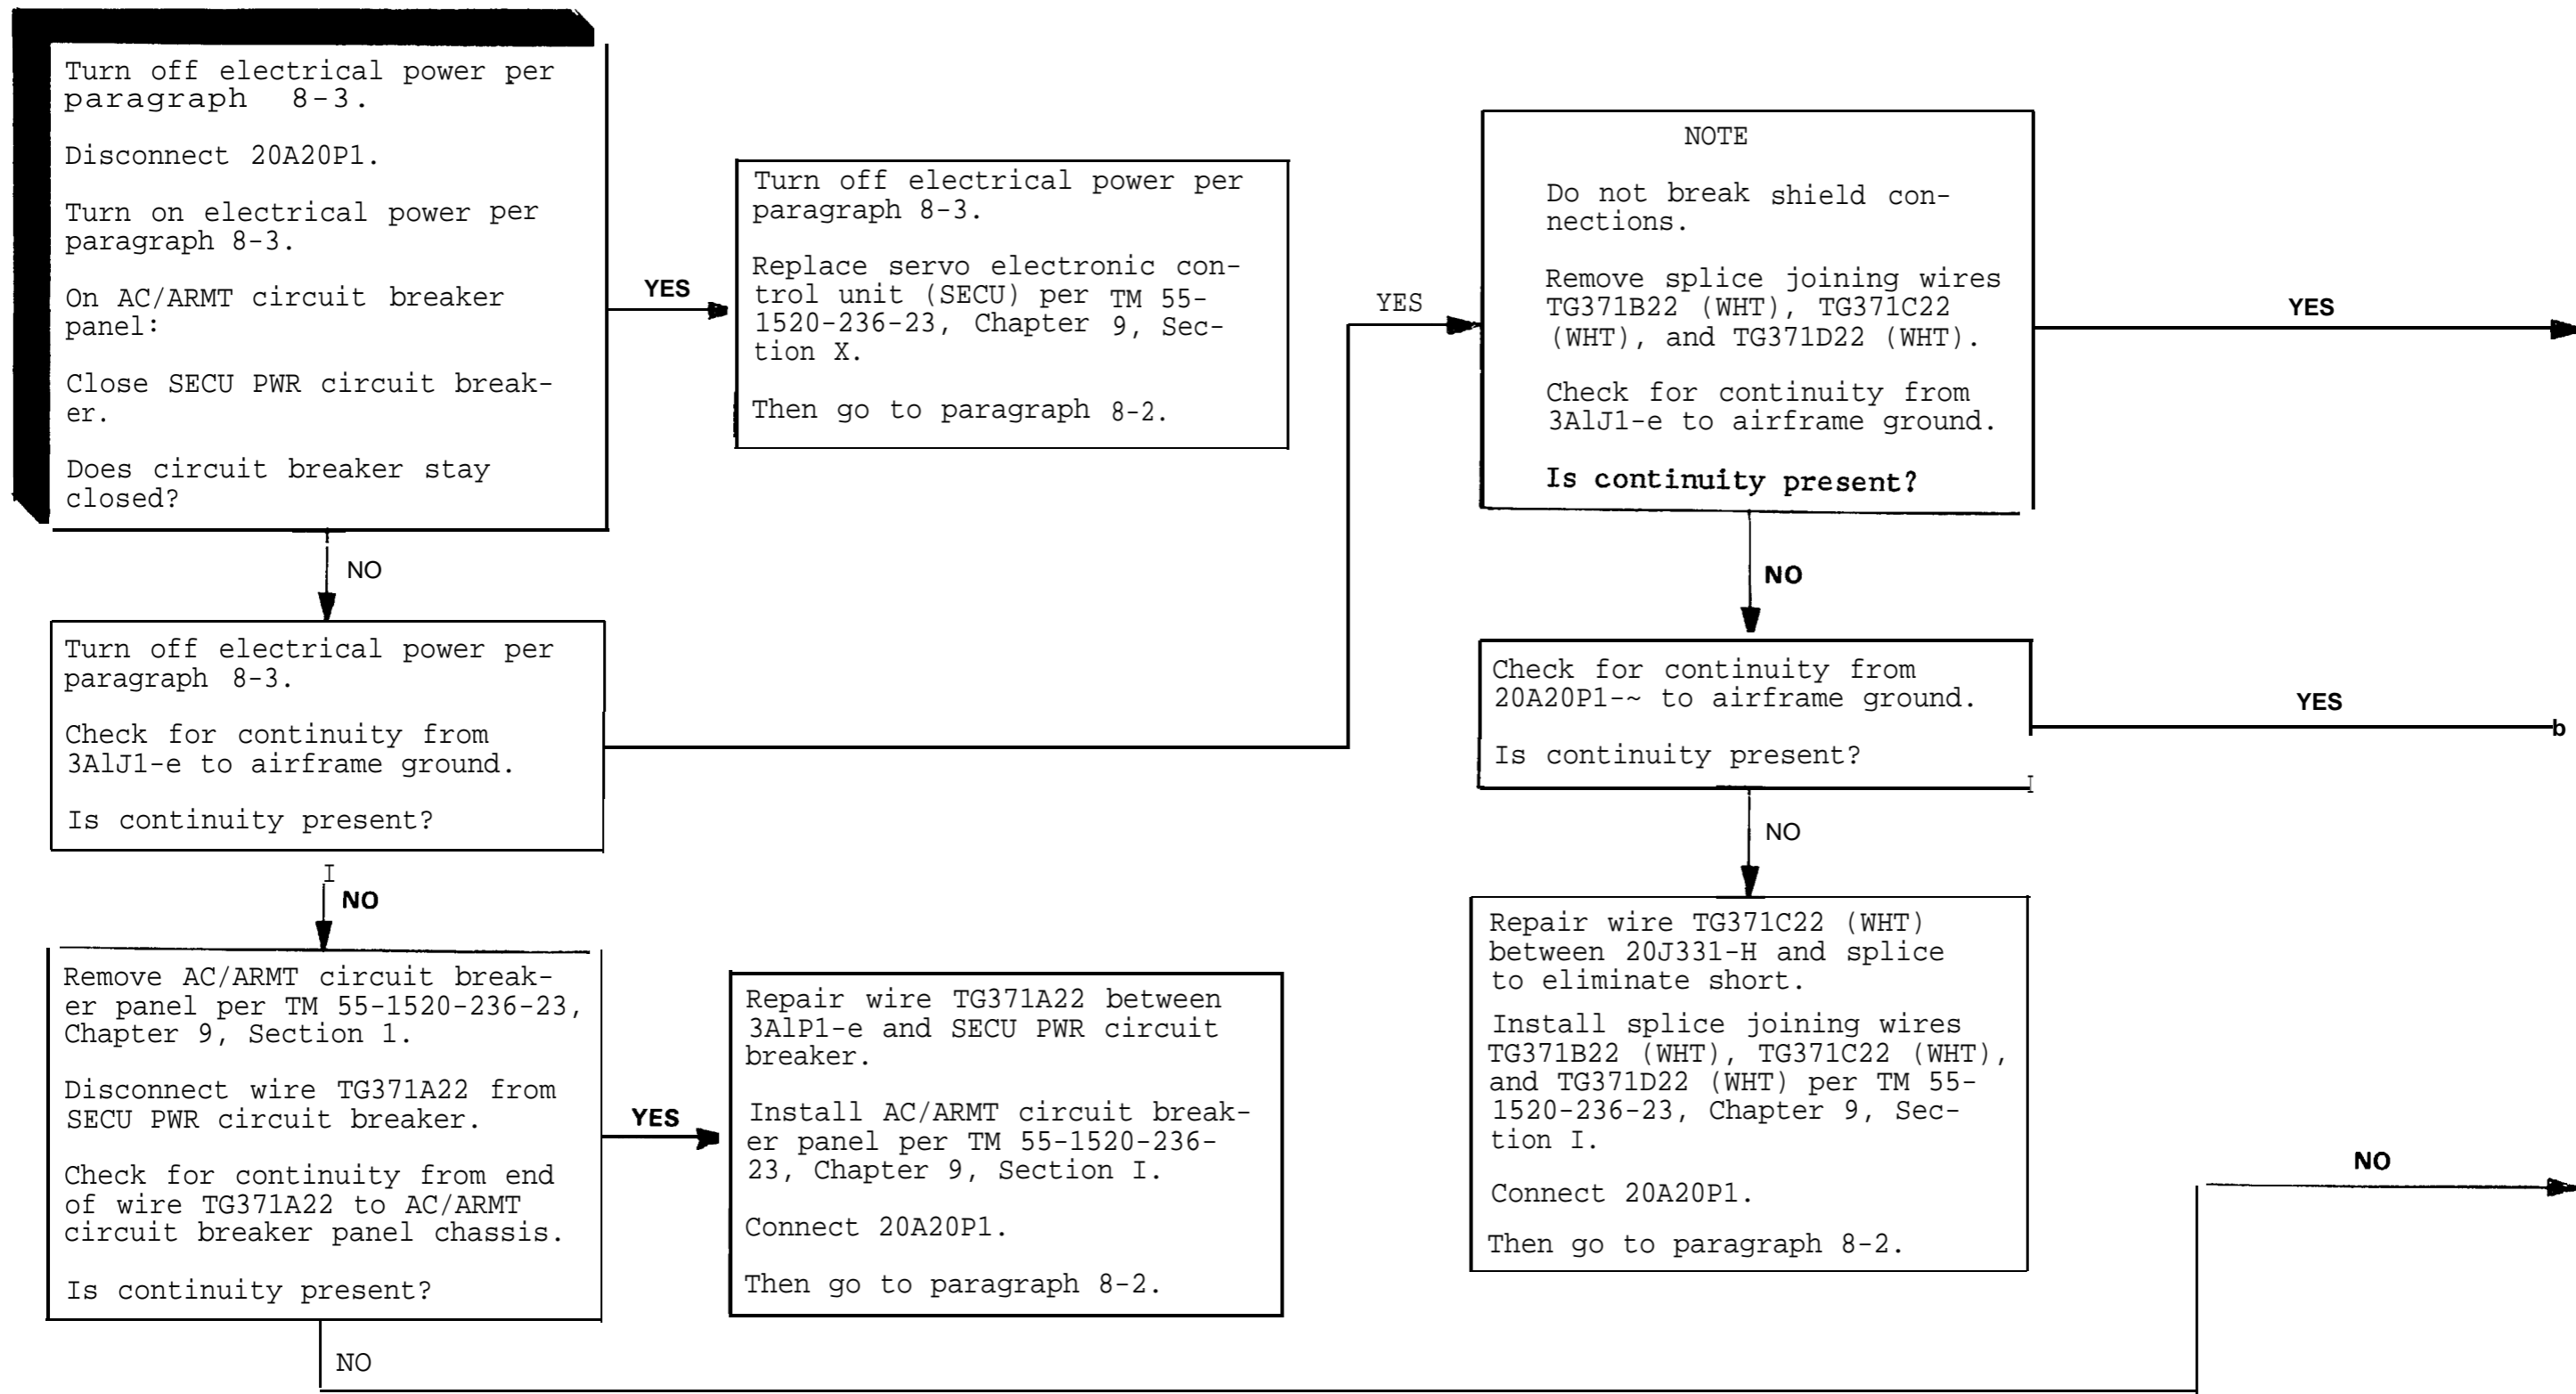 Turn off electrical power per
paragraph 8-3.
Disconnect 20A20P1.
Turn on electrical power per
paragraph 8-3.
On AC/ARMT circuit breaker
panel:
Close SECU PWR circuit break-
er.
Does circuit breaker stay
closed?
YES
Turn off electrical power per
paragraph 8-3.
Replace servo electronic con-
trol unit (SECU) per TM 55-
1520-236-23, Chapter 9, Sec-
tion X.
Then go to paragraph 8-2.
NO
Turn off electrical power per
paragraph 8-3.
Check for continuity from
3AlJ1-e to airframe ground.
Is continuity present?
YES
I
NO
Remove AC/ARMT circuit break-
er panel per TM 55-1520-236-23,
Chapter 9, Section 1.
Disconnect wire TG371A22 from
SECU PWR circuit breaker.
Check for continuity from end
of wire TG371A22 to AC/ARMT
circuit breaker panel chassis.
Is continuity present?
YES
Repair wire TG371A22 between
3AlP1-e and SECU PWR circuit
breaker.
Install AC/ARMT circuit break-
er panel per TM 55-1520-236-
23, Chapter 9, Section I.
Connect 20A20P1.
Then go to paragraph 8-2.
NO
NOTE
Do not break shield con-
nections.
Remove splice joining wires
TG371B22 (WHT), TG371C22
(WHT), and TG371D22 (WHT).
Check for continuity from
3AlJ1-e to airframe ground.
Is continuity present?
YES
NO
Check for continuity from
20A20P1-~ to airframe ground.
Is continuity present?
I
YES
b
NO
Repair wire TG371C22 (WHT)
between 20J331-H and splice
to eliminate short.
Install splice joining wires
TG371B22 (WHT), TG371C22 (WHT),
and TG371D22 (WHT) per TM 55-
1520-236-23, Chapter 9, Sec-
tion I.
Connect 20A20P1.
Then go to paragraph 8-2.
NO